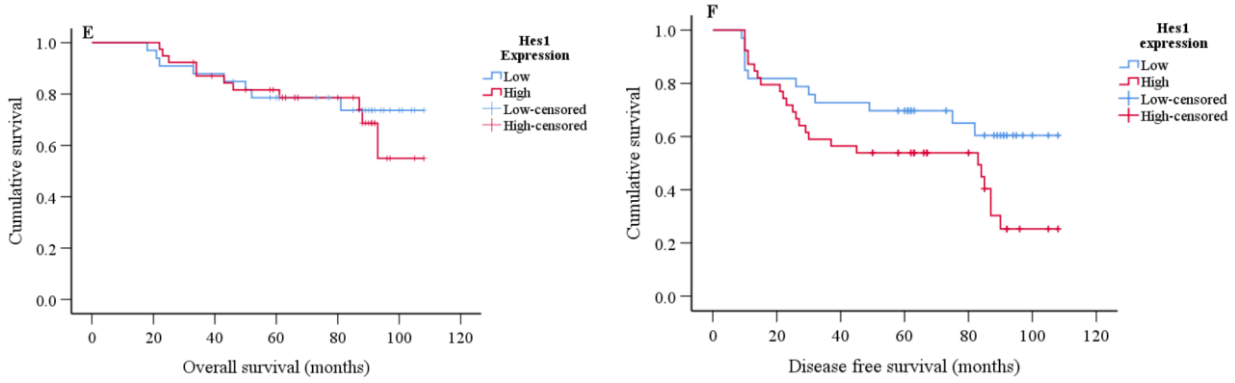 E
Hes1
Expression
Low
High
Low-censored
High-censored
Cumulative survival
1.0
0.8
0.6
0.4
0.2
0.0
0 20 40 60 80 100 120
Overall survival (months)
F
Hes1
expression
Low
High
Low-censored
High-censored
Cumulative survival
1.0
0.8
0.6
0.4
0.2
0.0
0 20 40 60 80 100 120
Disease free survival (months)